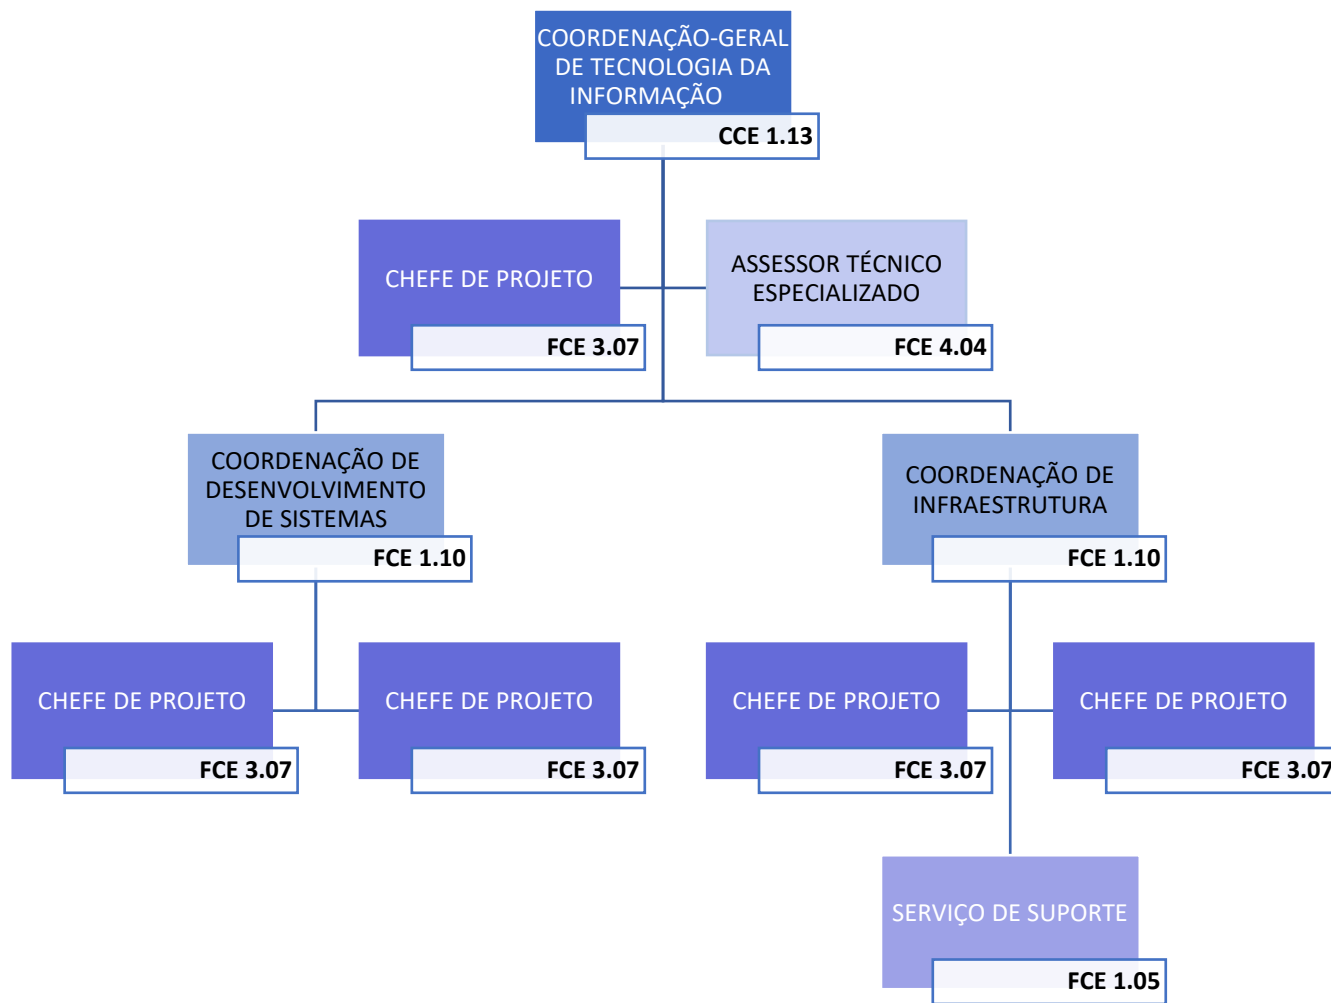 COORDENAÇÃO-GERAL
DE TECNOLOGIA DA
INFORMAÇÃO
CCE 1.13
CHEFE DE PROJETO
FCE 3.07
ASSESSOR TÉCNICO
ESPECIALIZADO
FCE 4.04
COORDENAÇÃO DE
DESENVOLVIMENTO
DE SISTEMAS
FCE 1.10
COORDENAÇÃO DE
INFRAESTRUTURA
FCE 1.10
CHEFE DE PROJETO
FCE 3.07
CHEFE DE PROJETO
FCE 3.07
CHEFE DE PROJETO
FCE 3.07
CHEFE DE PROJETO
FCE 3.07
SERVIÇO DE SUPORTE
FCE 1.05